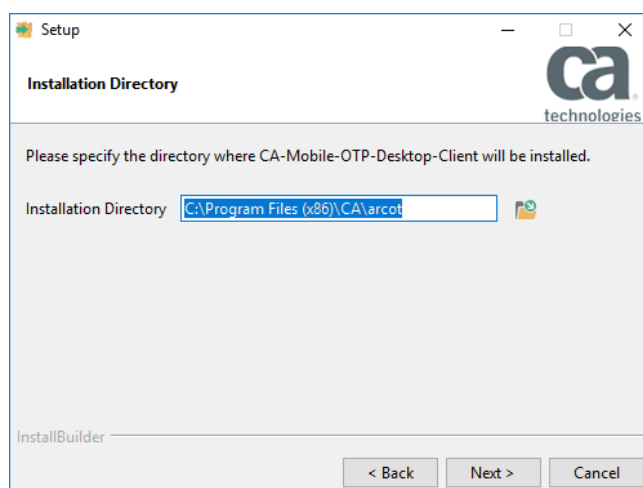 Setup
ca
technologies
Installation Directory
Please specify the directory where CA-Mobile-OTP-Desktop-Client will be installed.
Installation Directory C:\Program Files (x86)\CA\arcot
InstallBuilder
< Back Next > Cancel